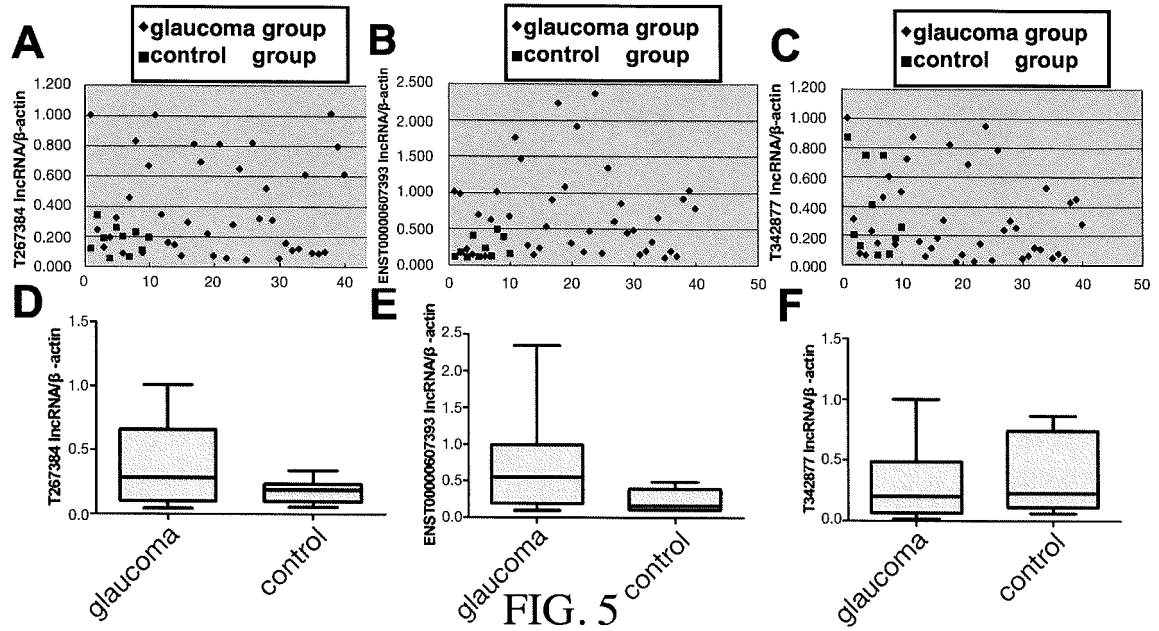 A
◆glaucoma group
■control group
T267384 lncRNA/β-actin
1.200
1.000
0.800
0.600
0.400
0.200
0.000
0 10 20 30 40
B
◆glaucoma group
■control group
ENST00000607393 lncRNA/β-actin
2.500
2.000
1.500
1.000
0.500
0.000
0 10 20 30 40 50
C
◆glaucoma group
■control group
T342877 lncRNA/β-actin
1.200
1.000
0.800
0.600
0.400
0.200
0.000
0 10 20 30 40 50
D
T267384 lncRNA/β -actin
1.5
1.0
0.5
0.0
glaucoma
control
E
ENST00000607393 lncRNA/β -actin
2.5
2.0
1.5
1.0
0.5
0.0
glaucoma
control
F
T342877 lncRNA/β -actin
1.5
1.0
0.5
0.0
glaucoma
control
FIG. 5